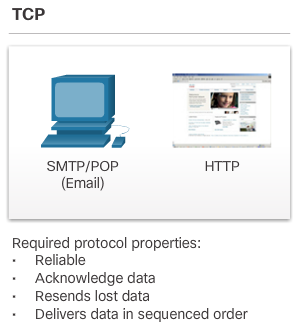 TCP
SMTP/POP
(Email)
HTTP
Required protocol properties:
• Reliable
• Acknowledge data
• Resends lost data
• Delivers data in sequenced order